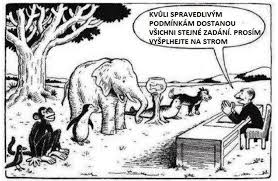 KVŮLI SPRAVEDLIVÝM
PODMÍNKÁM DOSTANOU
VŠICHNI STEJNÉ ZADÁNÍ. PROSÍM,
VYŠPLHEJTE NA STROM